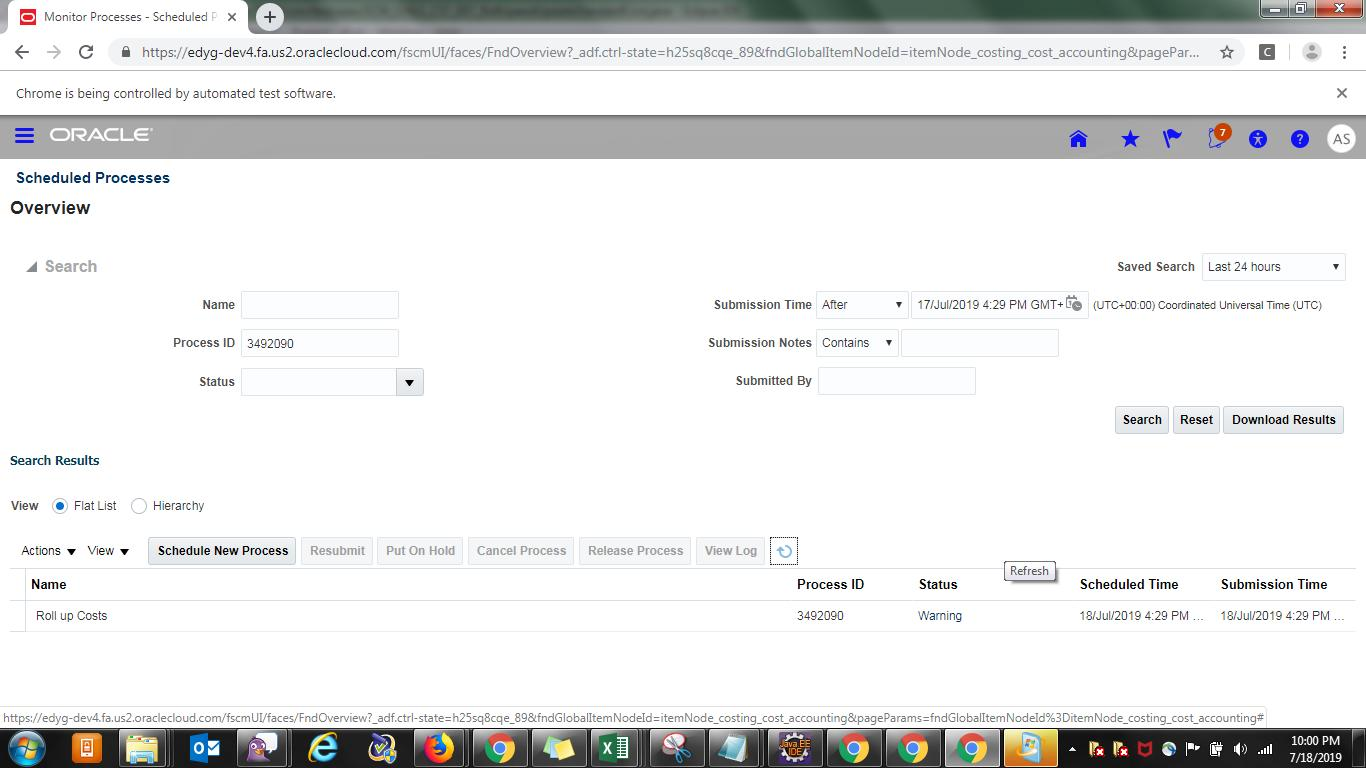 Monitor Processes - Scheduled P
https://edyg-dev4.fa.us2.oraclecloud.com/fscmUI/faces/FndOverview?_adf.ctrl-state=h25sq8cqe_89&fndGlobalItemNodeId=itemNode_costing_cost_accounting&pagePar...
C
Chrome is being controlled by automated test software.
ORACLE
7
AS
Scheduled Processes
Overview
Search
Saved Search Last 24 hours
Name
Submission Time After 17/Jul/2019 4:29 PM GMT+ (UTC+00:00) Coordinated Universal Time (UTC)
Process ID 3492090
Submission Notes Contains
Status
Submitted By
Search Reset Download Results
Search Results
View Flat List Hierarchy
Actions View Schedule New Process Resubmit Put On Hold Cancel Process Release Process View Log
Refresh
Name Process ID Status Scheduled Time Submission Time
Roll up Costs 3492090 Warning 18/Jul/2019 4:29 PM ... 18/Jul/2019 4:29 PM ...
https://edyg-dev4.fa.us2.oraclecloud.com/fscmUI/faces/FndOverview?_adf.ctrl-state=h25sq8cqe_89&fndGlobalItemNodeId=itemNode_costing_cost_accounting&pageParams=fndGlobalItemNodeId%3DitemNode_costing_cost_accounting#
Java EE
IDE
10:00 PM
7/18/2019